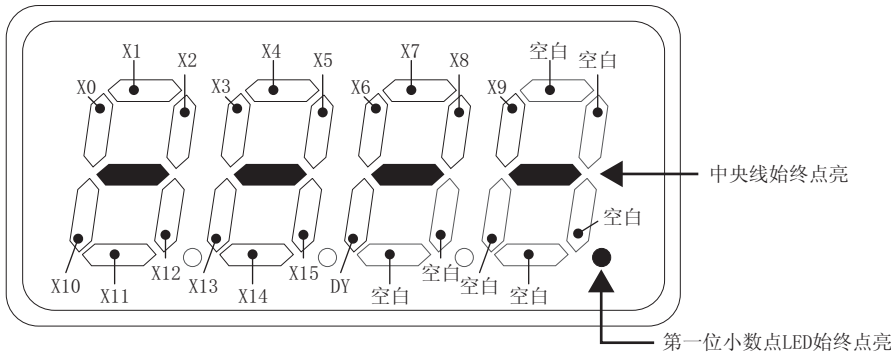 X1
X2
X4
X5
X7
X8
空白
空白
X0
X3
X6
X9
中央线始终点亮
空白
X10
X11
X12
X13
X14
X15
DY
空白
空白
空白
空白
第一位小数点LED始终点亮